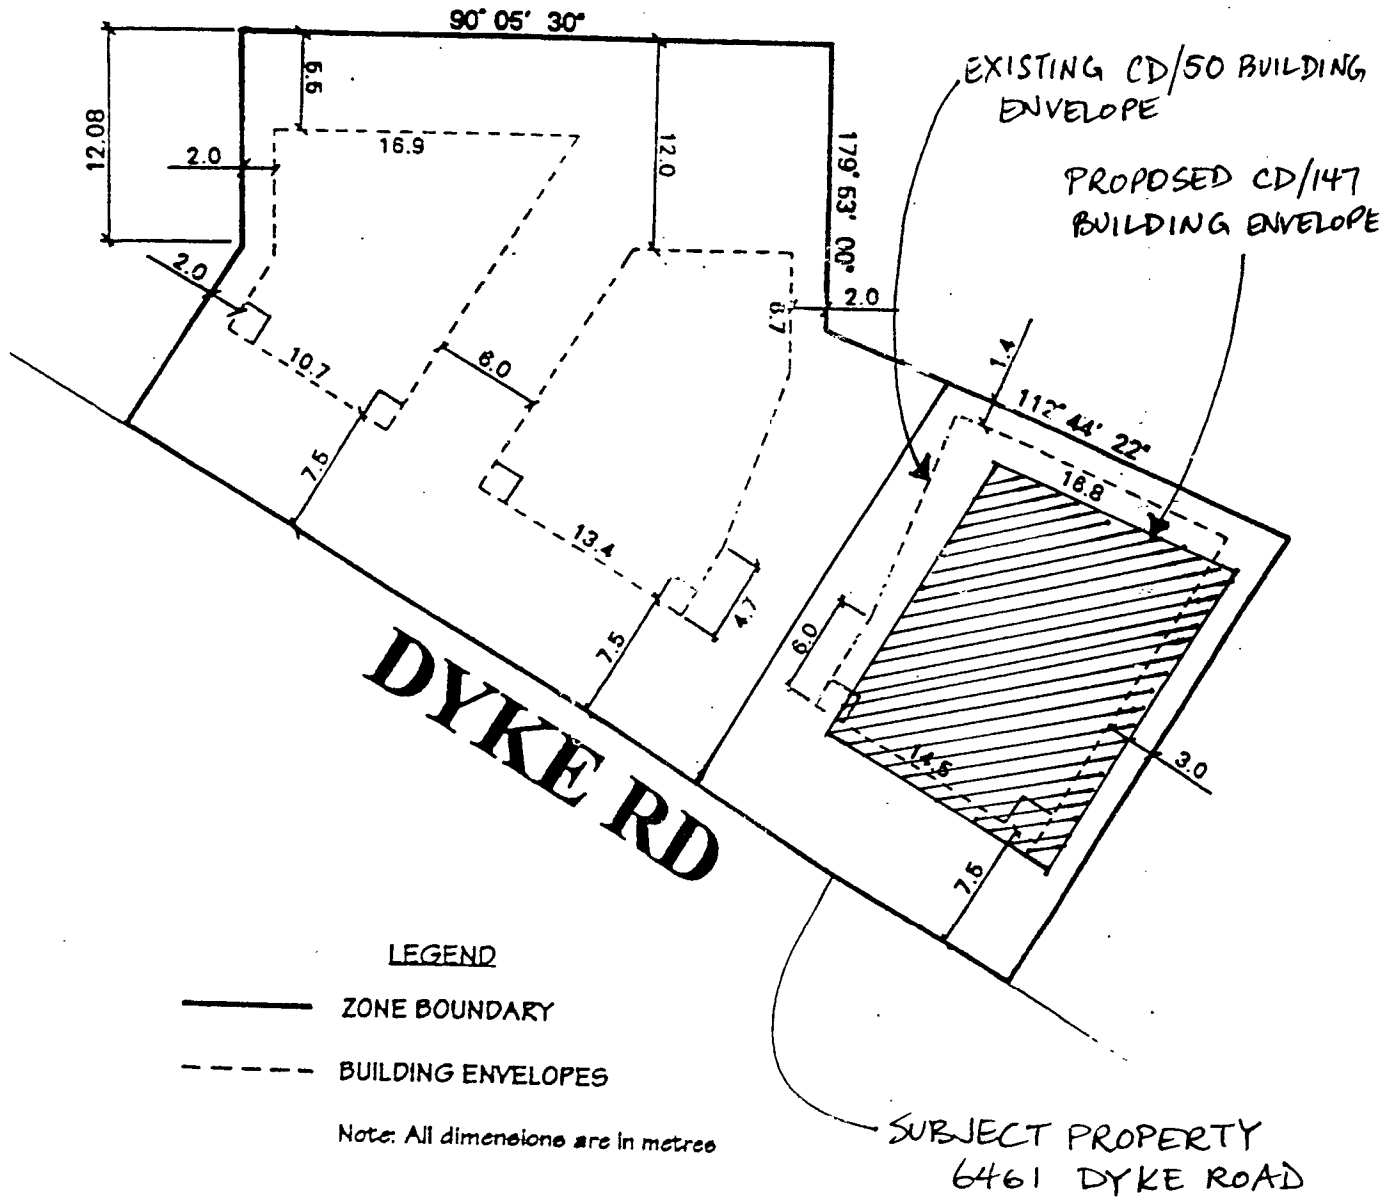 90° 05' 30"
5.6
12.08
2.0
16.9
12.0
179° 53' 00"
EXISTING CD/50 BUILDING
ENVELOPE
PROPOSED CD/147
BUILDING ENVELOPE
2.0
6.7
2.0
10.7
6.0
1.4
112° 44' 22"
16.8
7.5
13.4
4.7
7.5
6.0
14.5
3.0
7.5
DYKE RD
LEGEND
ZONE BOUNDARY
BUILDING ENVELOPES
Note: All dimensions are in metres
SUBJECT PROPERTY
6461 DYKE ROAD